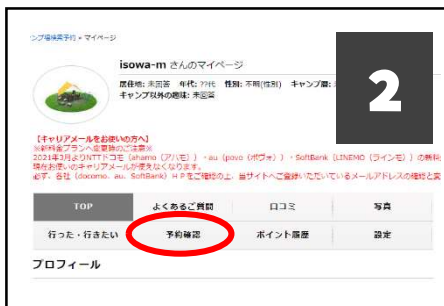 ンプ場検索予約 » マイページ
isowa-m さんのマイページ
居住地: 未回答 年代: ??代 性別: 不明(性別) キャンプ歴:
キャンプ以外の趣味: 未回答
2
【キャリアメールをお使いの方へ】
※新料金プランへ変更時のご注意※
2021年3月よりNTTドコモ（ahamo（アハモ））・au（povo（ポヴォ））・SoftBank（LINEMO（ラインモ））の新料
現在お使いのキャリアメールが使えなくなります。
必ず、各社（docomo、au、SoftBank）ＨＰをご確認の上、当サイトへご登録いただいているメールアドレスの確認と変
TOP よくあるご質問 口コミ 写真
行った・行きたい 予約確認 ポイント履歴 設定
プロフィール